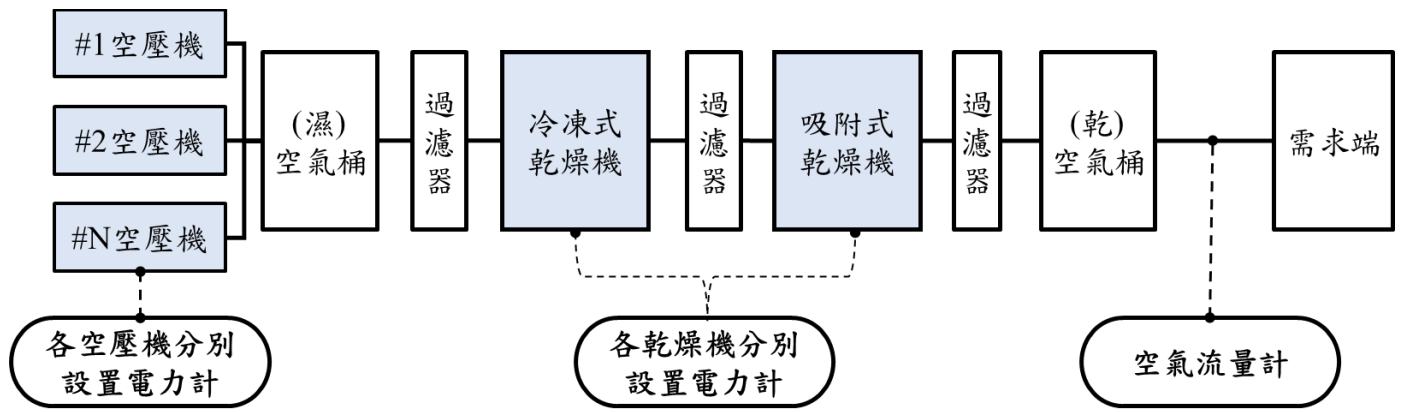 #1空壓機
#2空壓機
#N空壓機
(濕)
空氣桶
過
濾
器
冷凍式
乾燥機
過
濾
器
吸附式
乾燥機
過
濾
器
(乾)
空氣桶
需求端
各空壓機分別
設置電力計
各乾燥機分別
設置電力計
空氣流量計